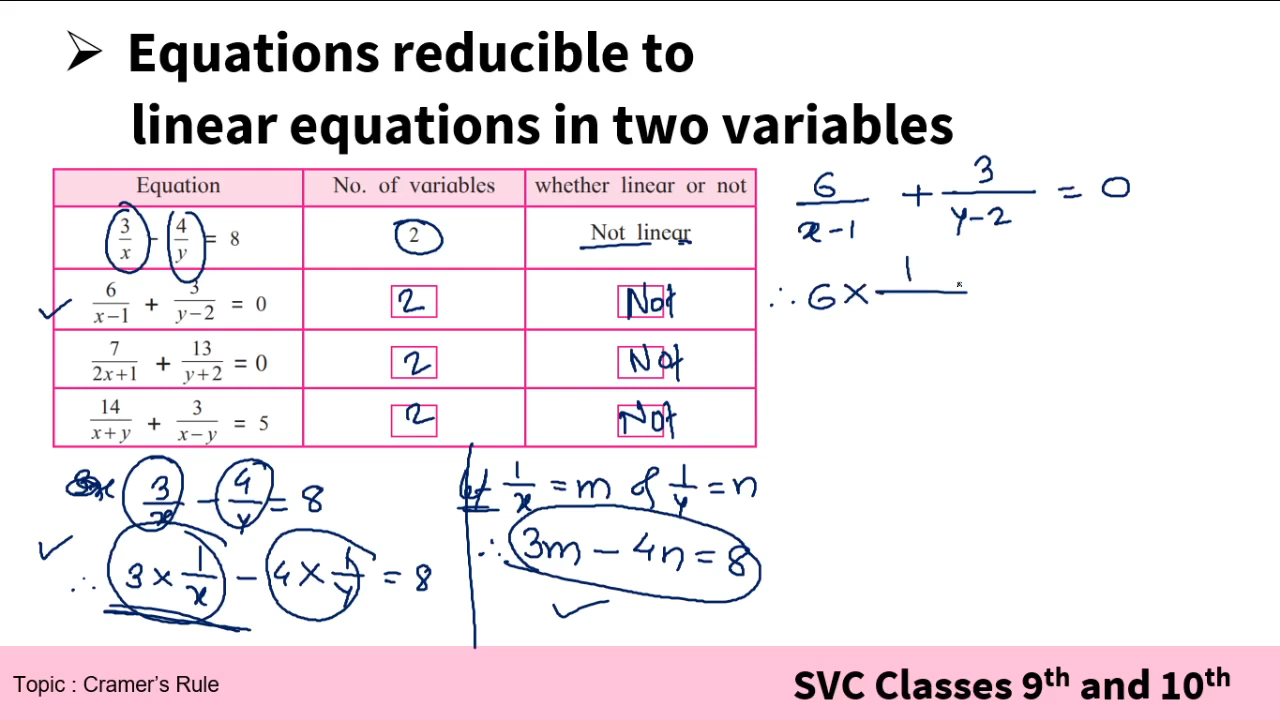 ➢ Equations reducible to
linear equations in two variables
Equation No. of variables whether linear or not
3/x - 4/y = 8 2 Not linear
6/(x-1) + 3/(y-2) = 0 2 Not
7/(2x+1) + 13/(y+2) = 0 2 Not
14/(x+y) + 3/(x-y) = 5 2 Not
3/x - 4/y = 8
∴ 3 × 1/x - 4 × 1/y = 8
let 1/x = m & 1/y = n
∴ 3m - 4n = 8
6/(x-1) + 3/(y-2) = 0
∴ 6 × 1/
Topic : Cramer's Rule
SVC Classes 9th and 10th